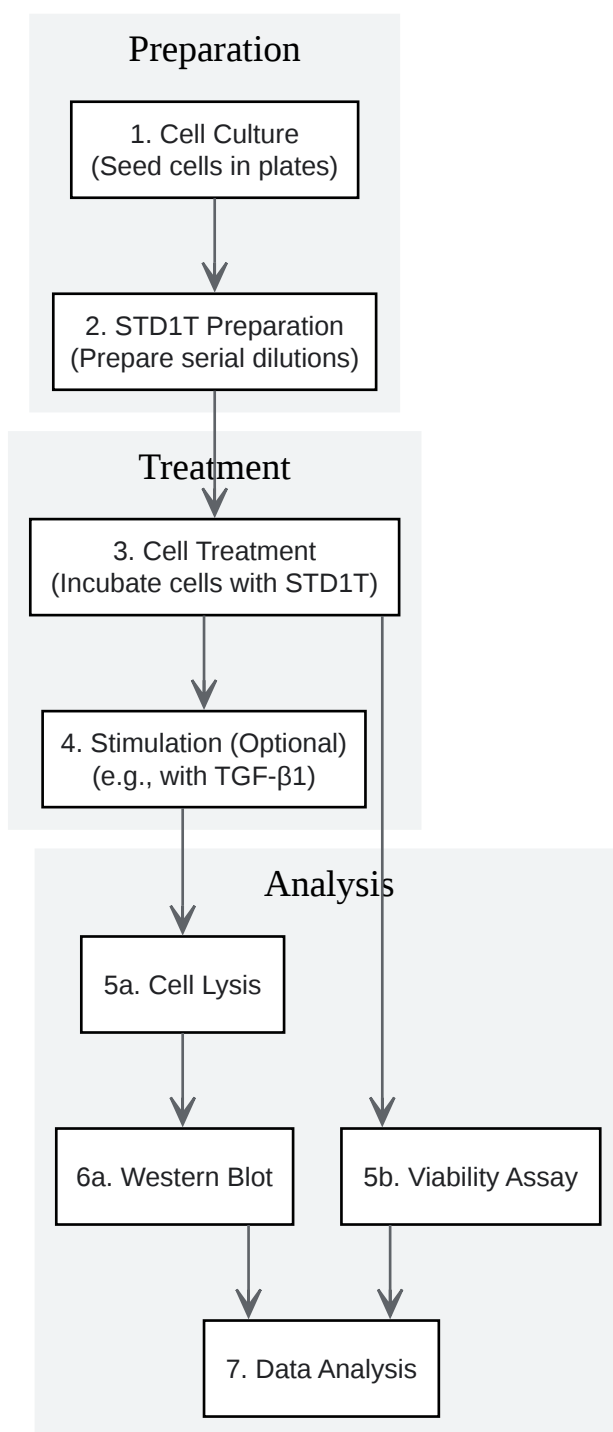 Preparation
1. Cell Culture
(Seed cells in plates)
2. STD1T Preparation
(Prepare serial dilutions)
Treatment
3. Cell Treatment
(Incubate cells with STD1T)
4. Stimulation (Optional)
(e.g., with TGF-β1)
Analysis
5a. Cell Lysis
6a. Western Blot
5b. Viability Assay
7. Data Analysis